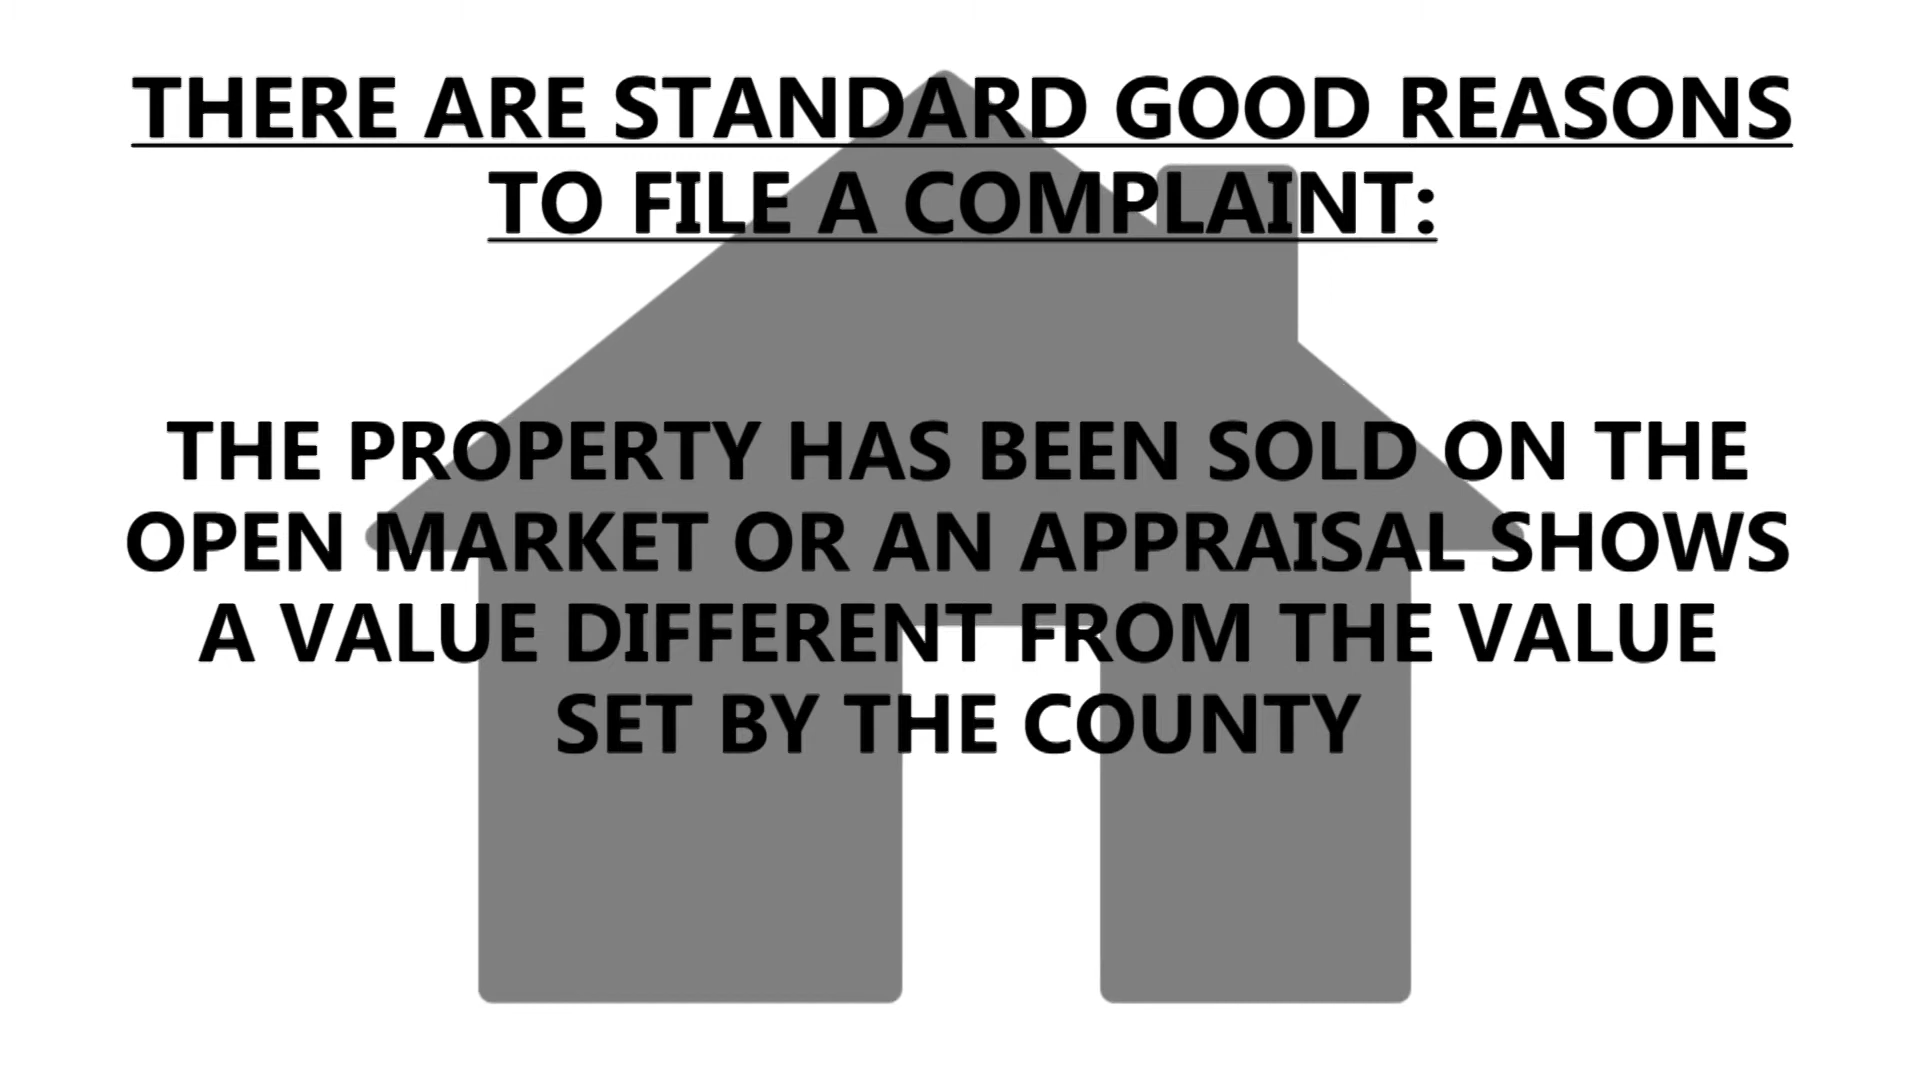 THERE ARE STANDARD GOOD REASONS
TO FILE A COMPLAINT:
THE PROPERTY HAS BEEN SOLD ON THE
OPEN MARKET OR AN APPRAISAL SHOWS
A VALUE DIFFERENT FROM THE VALUE
SET BY THE COUNTY